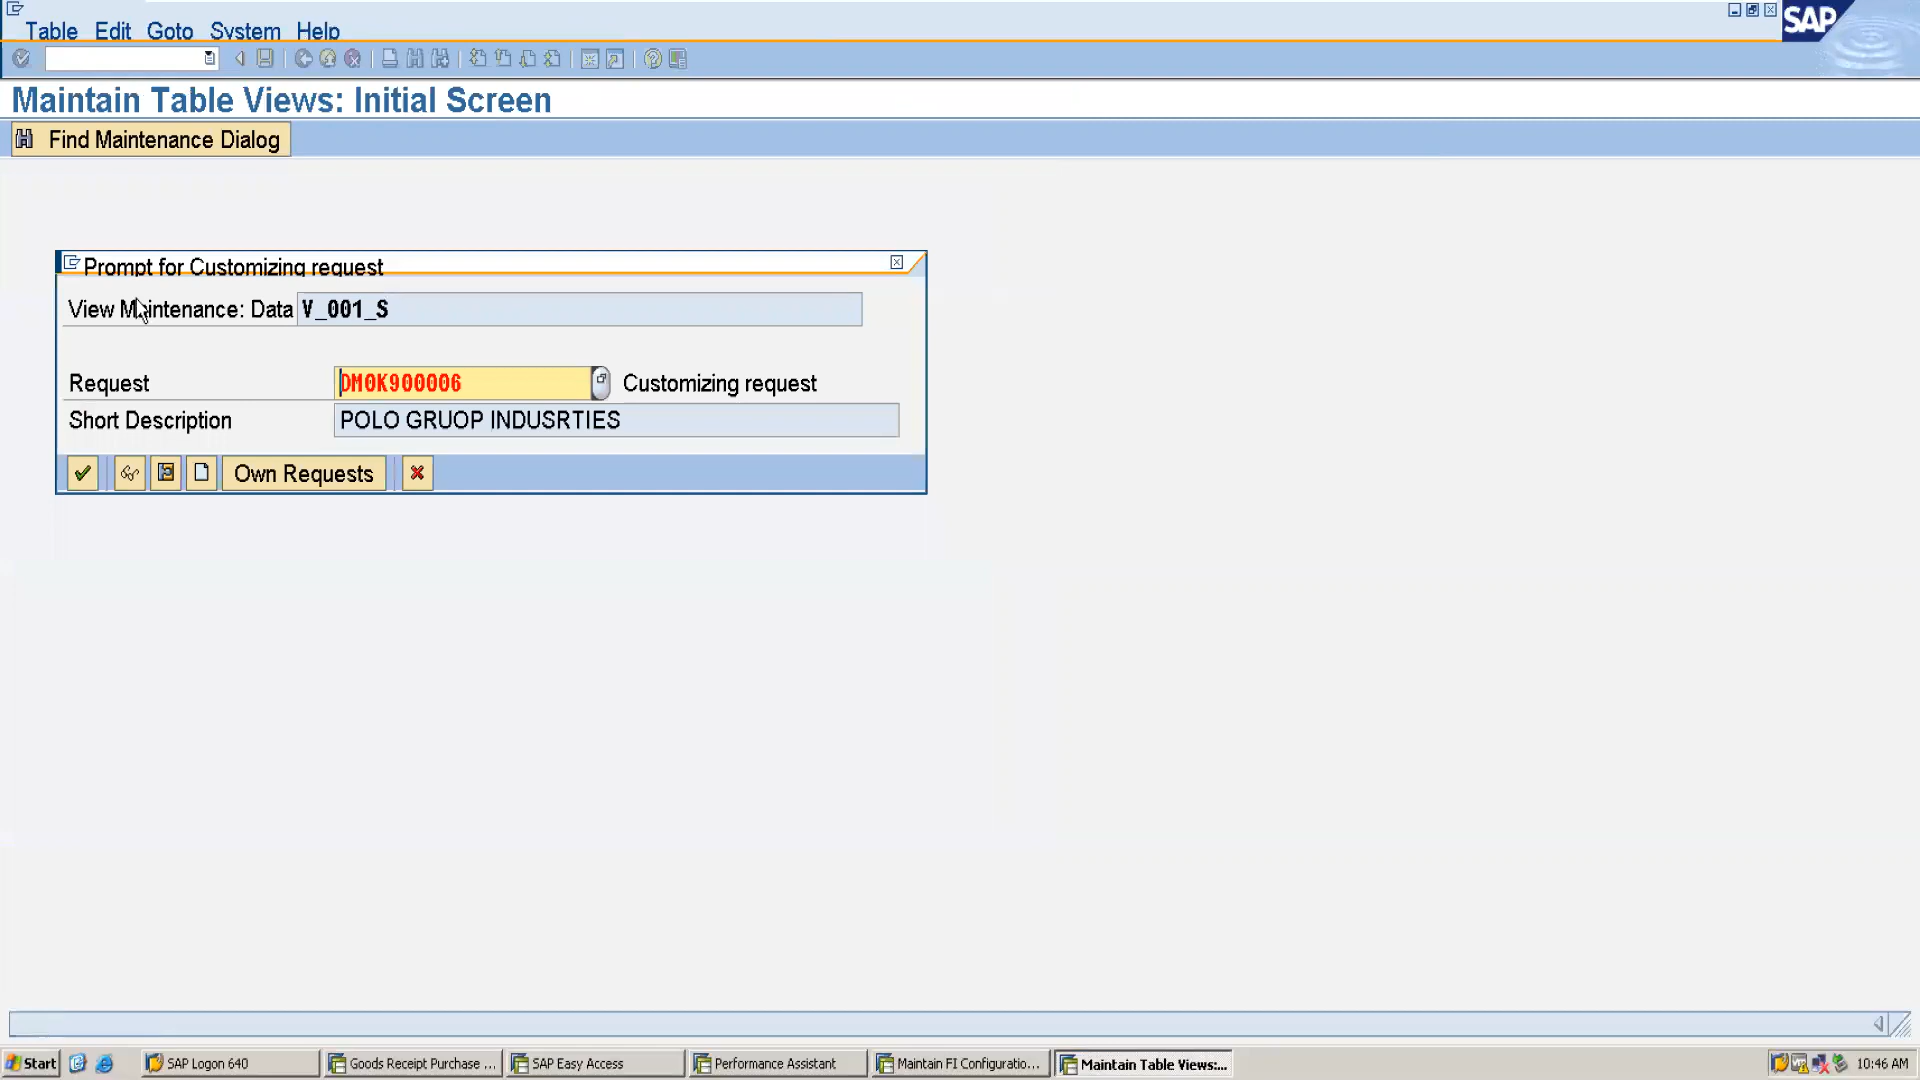 Table Edit Goto System Help
SAP
Maintain Table Views: Initial Screen
Find Maintenance Dialog
Prompt for Customizing request
View Maintenance: Data V_001_S
Request DM0K900006 Customizing request
Short Description POLO GRUOP INDUSRTIES
Own Requests
Start SAP Logon 640 Goods Receipt Purchase ... SAP Easy Access Performance Assistant Maintain FI Configuratio... Maintain Table Views:... 10:46 AM